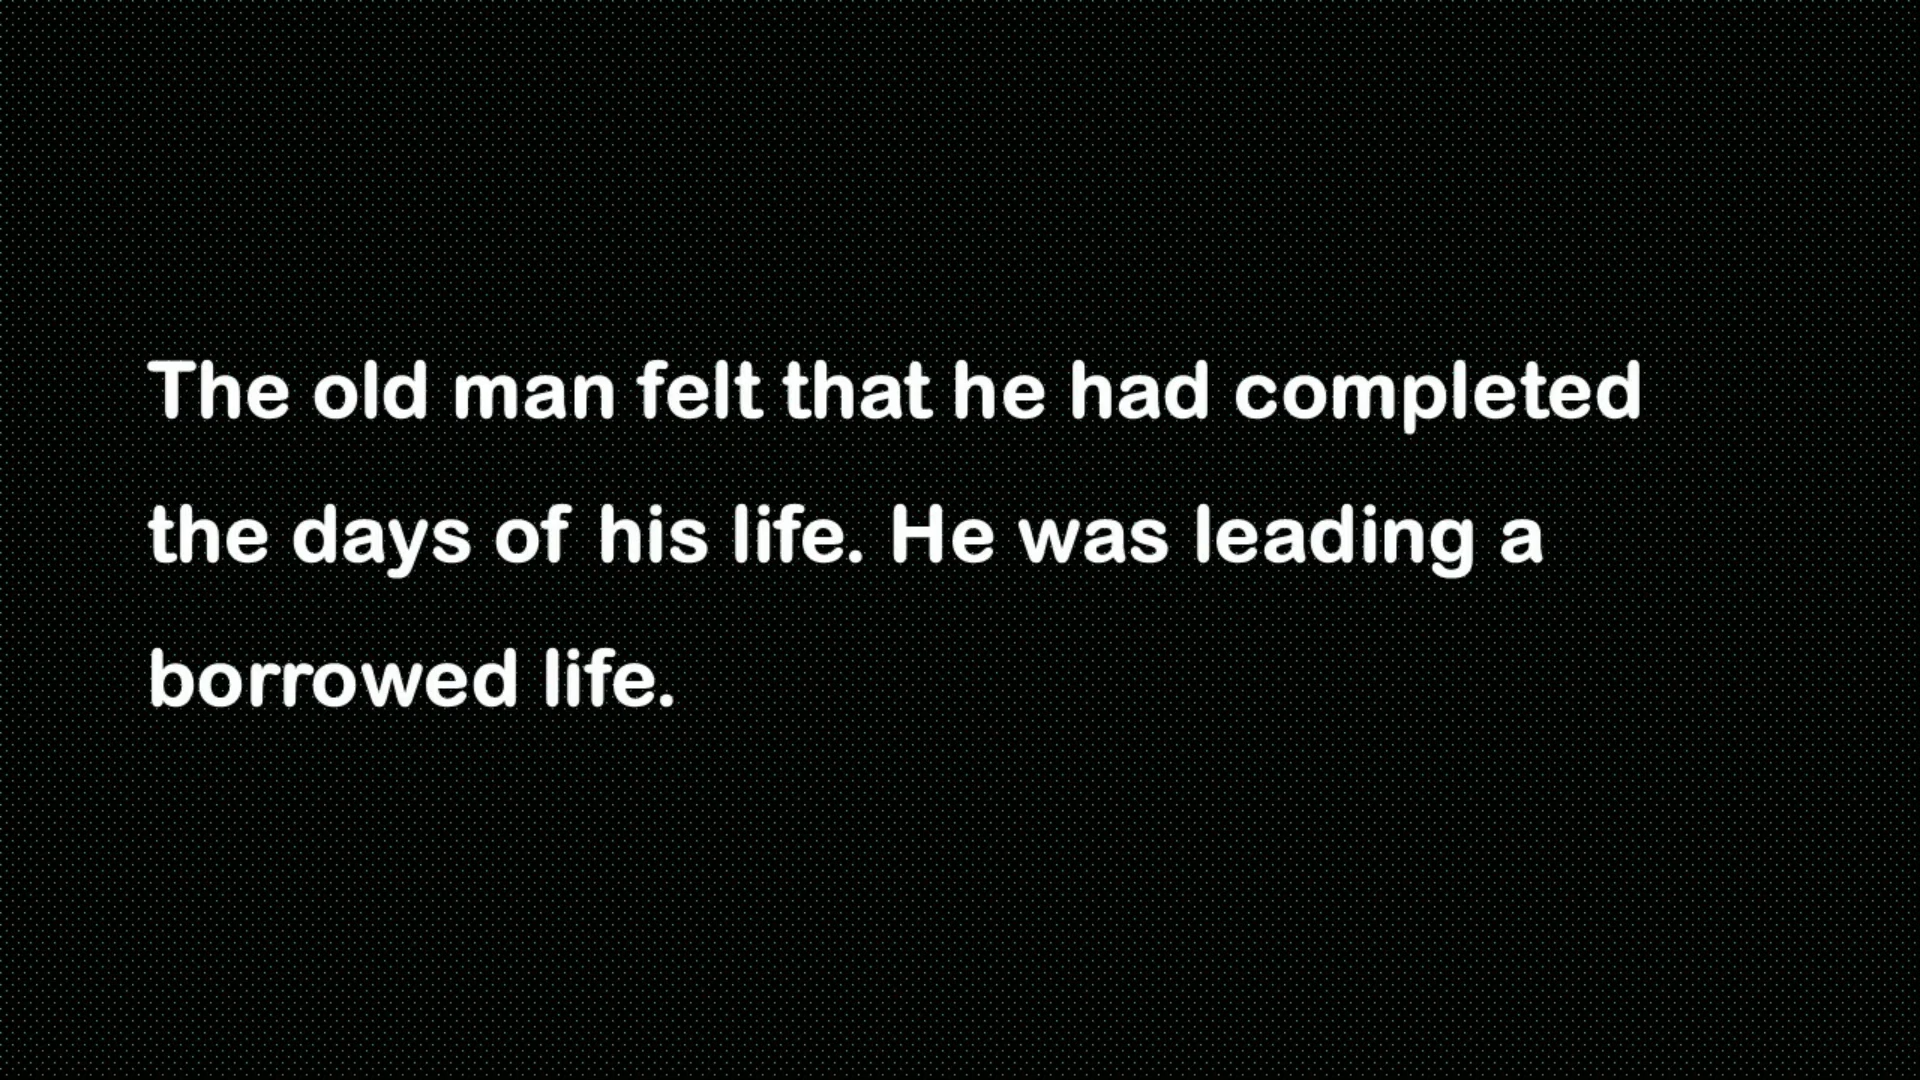 The old man felt that he had completed
the days of his life. He was leading a
borrowed life.